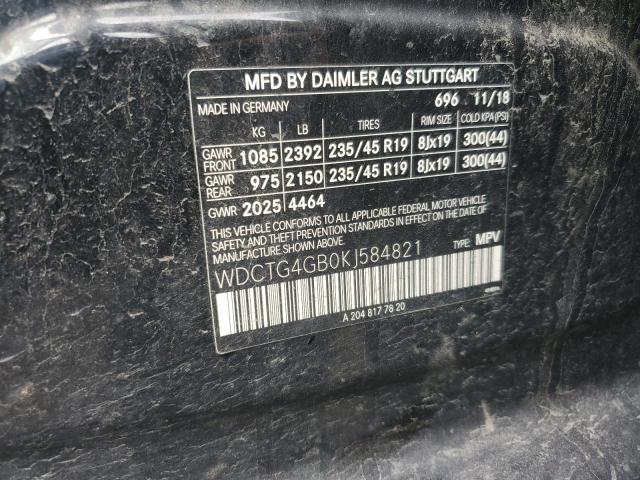 MFD BY DAIMLER AG STUTTGART
MADE IN GERMANY 696 11/18
KG LB TIRES RIM SIZE COLD KPA (PSI)
GAWR FRONT 1085 2392 235/45 R19 8Jx19 300(44)
GAWR REAR 975 2150 235/45 R19 8Jx19 300(44)
GVWR 2025 4464
THIS VEHICLE CONFORMS TO ALL APPLICABLE FEDERAL MOTOR VEHICLE
SAFETY, AND THEFT PREVENTION STANDARDS IN EFFECT ON THE DATE OF
MANUFACTURE SHOWN ABOVE.
WDCTG4GB0KJ584821 TYPE: MPV
A 204 817 78 20